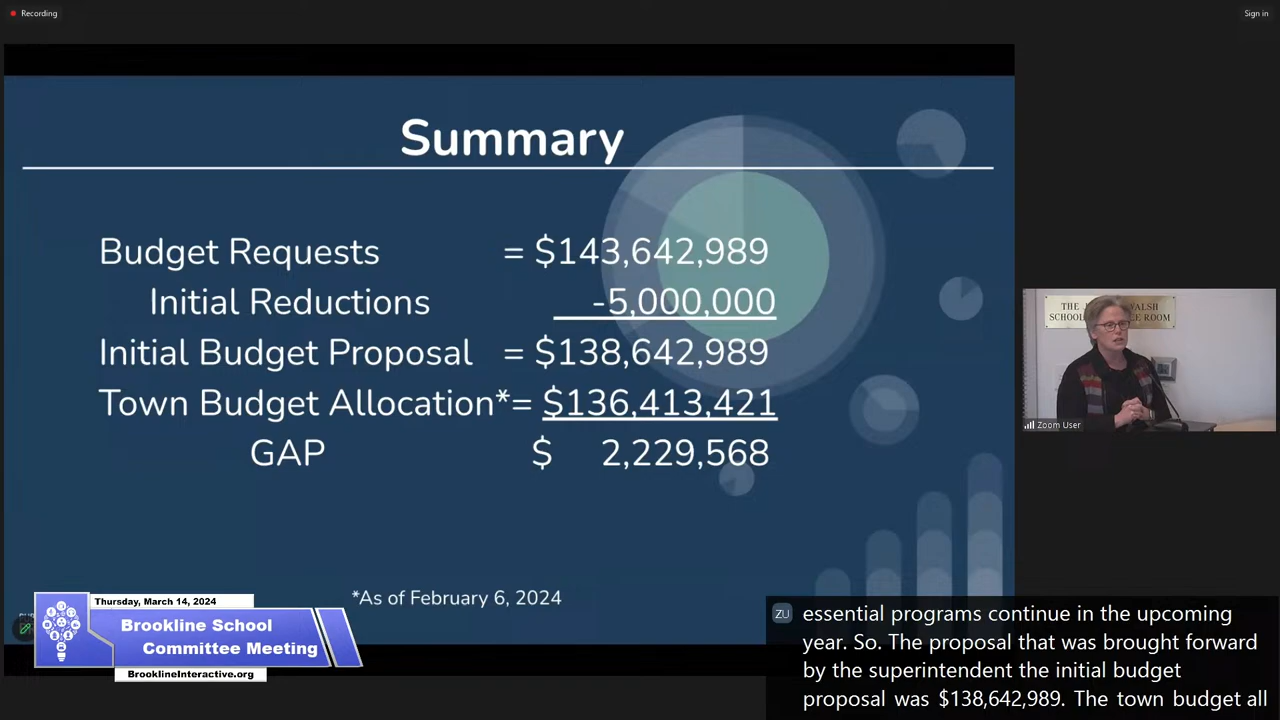 Recording
Sign in
Summary
Budget Requests = $143,642,989
Initial Reductions -5,000,000
Initial Budget Proposal = $138,642,989
Town Budget Allocation*= $136,413,421
GAP $ 2,229,568
*As of February 6, 2024
THE WALSH
SCHOOL ROOM
Zoom User
Thursday, March 14, 2024
Brookline School
Committee Meeting
BrooklineInteractive.org
ZU
essential programs continue in the upcoming
year. So. The proposal that was brought forward
by the superintendent the initial budget
proposal was $138,642,989. The town budget all